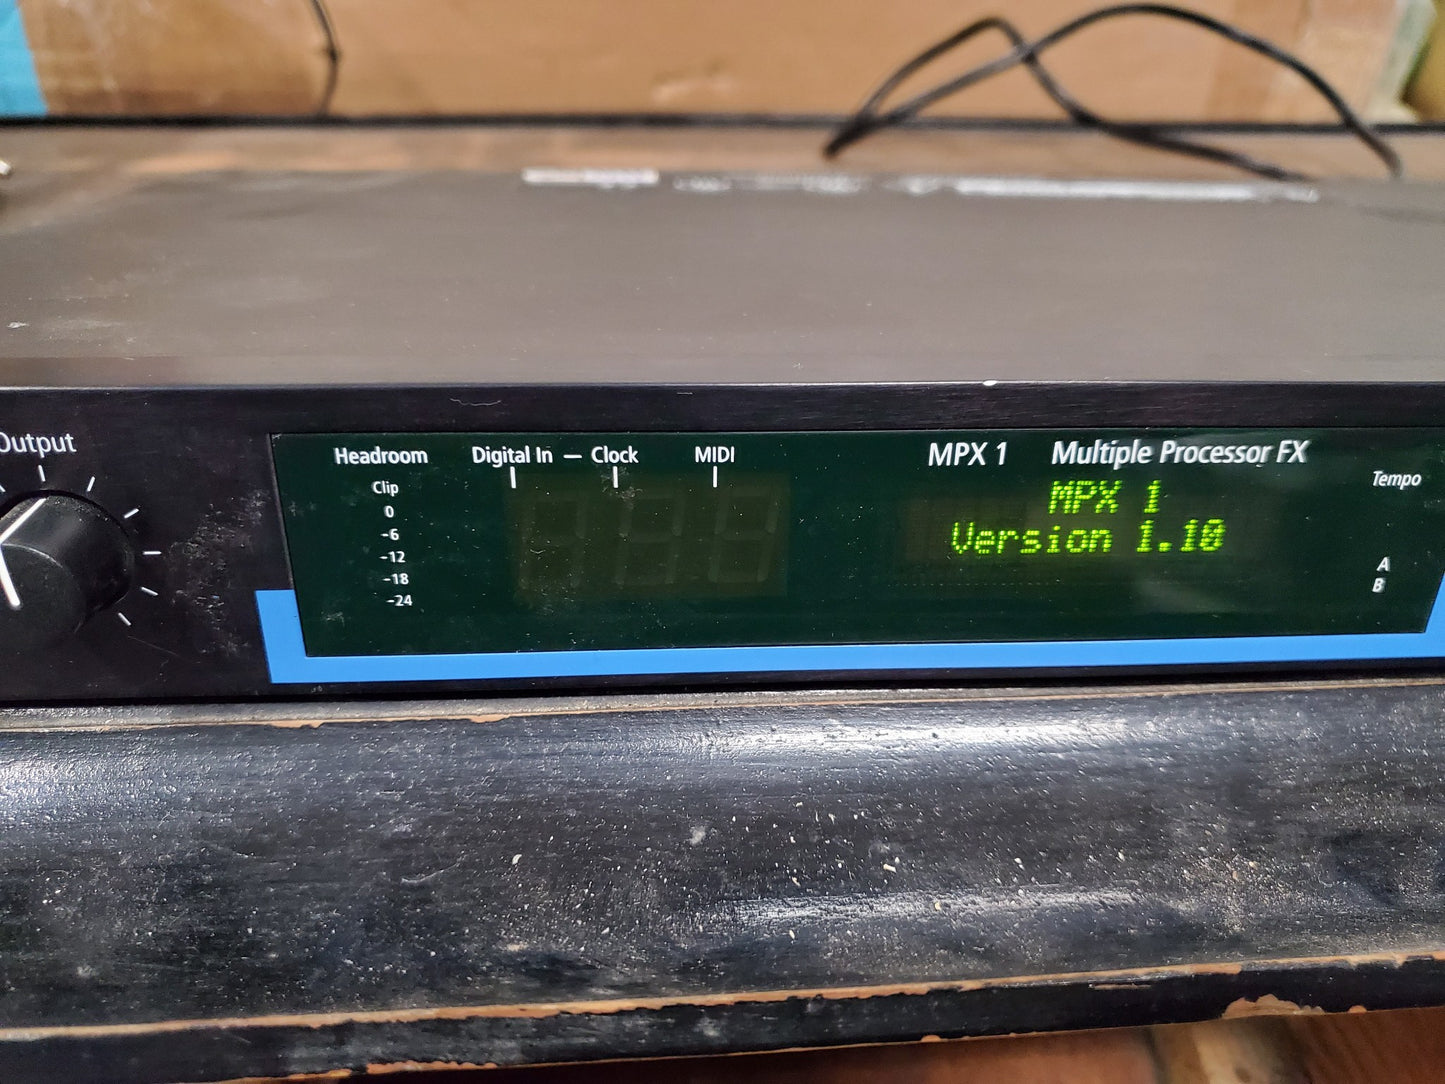 Output
Headroom
Digital In — Clock
MIDI
MPX 1
Multiple Processor FX
Clip
0
-6
-12
-18
-24
MPX 1
Version 1.10
Tempo
A
B